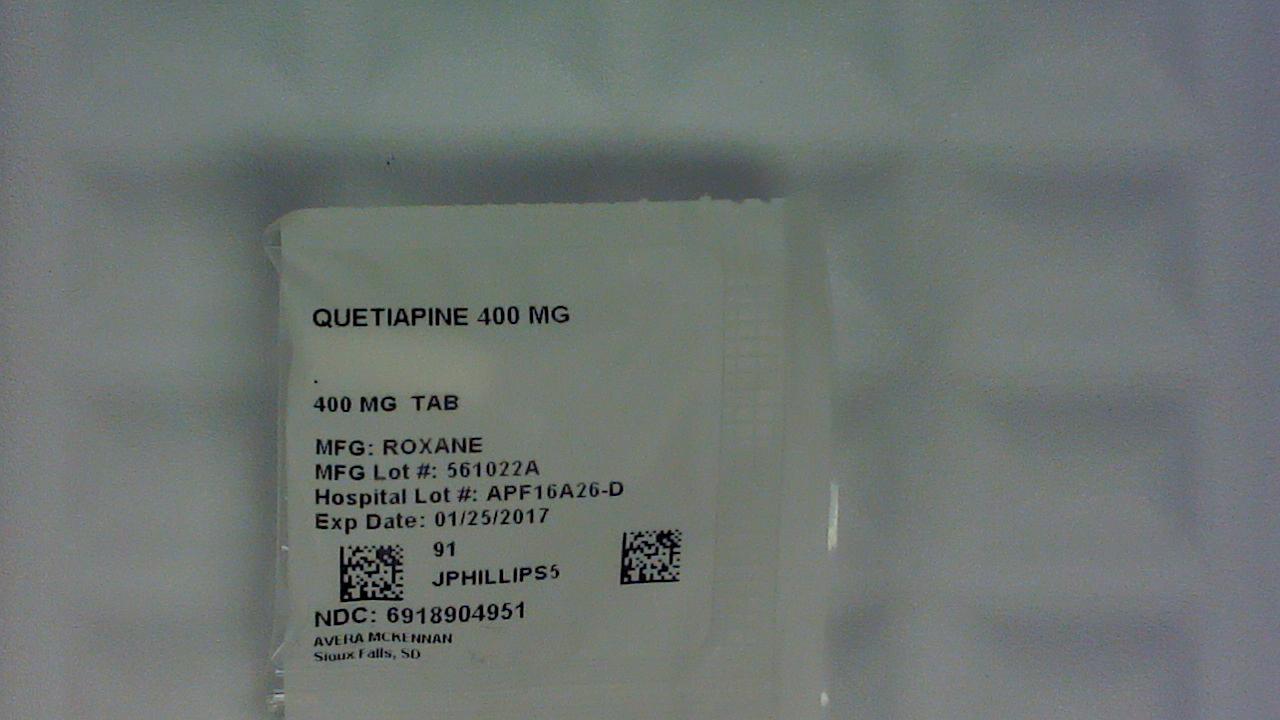 QUETIAPINE 400 MG
.
400 MG TAB
MFG: ROXANE
MFG Lot #: 561022A
Hospital Lot #: APF16A26-D
Exp Date: 01/25/2017
91
JPHILLIPS5
NDC: 6918904951
AVERA MCKENNAN
Sioux Falls, SD